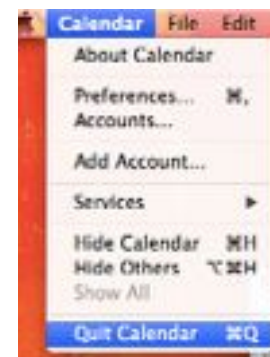 Calendar File Edit
About Calendar
Preferences... ⌘,
Accounts...
Add Account...
Services ▶
Hide Calendar ⌘H
Hide Others ⌥⌘H
Show All
Quit Calendar ⌘Q